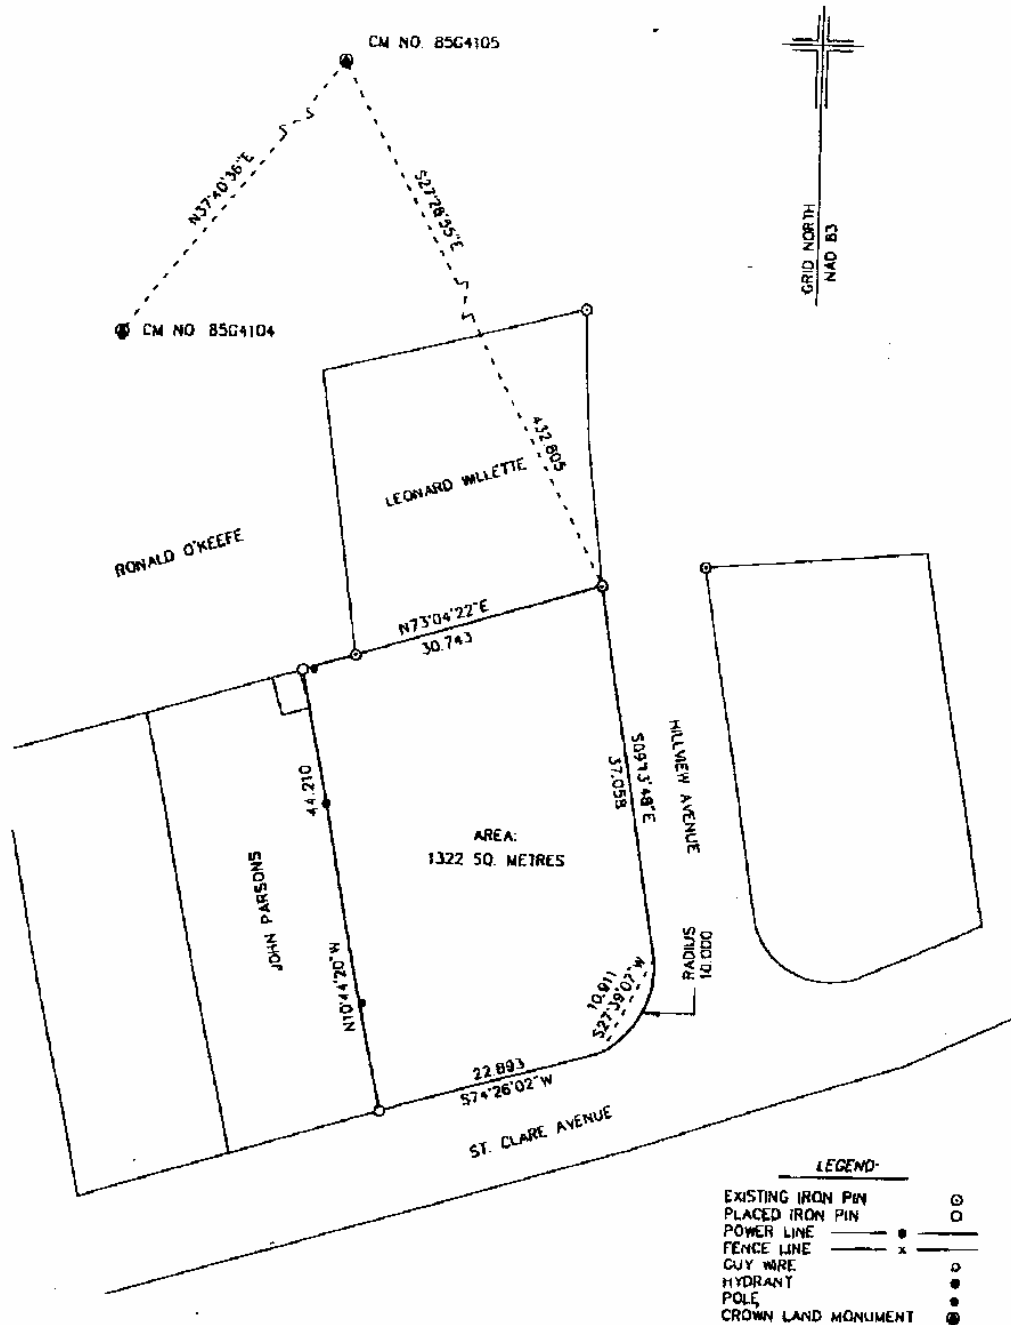 CM NO. 85G4105
N37°40'36"E
S27°28'55"E
GRID NORTH
NAD 83
CM NO 85G4104
432.805
LEONARD WILLETTE
RONALD O'KEEFE
N73°04'22"E
30.743
HILLVIEW AVENUE
S09°13'48"E
37.058
44.210
AREA:
1322 SQ. METRES
JOHN PARSONS
N10°44'20"W
RADIUS
10.000
10.911
S27°39'07"W
22.893
S74°26'02"W
ST. CLARE AVENUE
LEGEND-
EXISTING IRON PIN
PLACED IRON PIN
POWER LINE
FENCE LINE x
GUY WIRE
HYDRANT
POLE
CROWN LAND MONUMENT